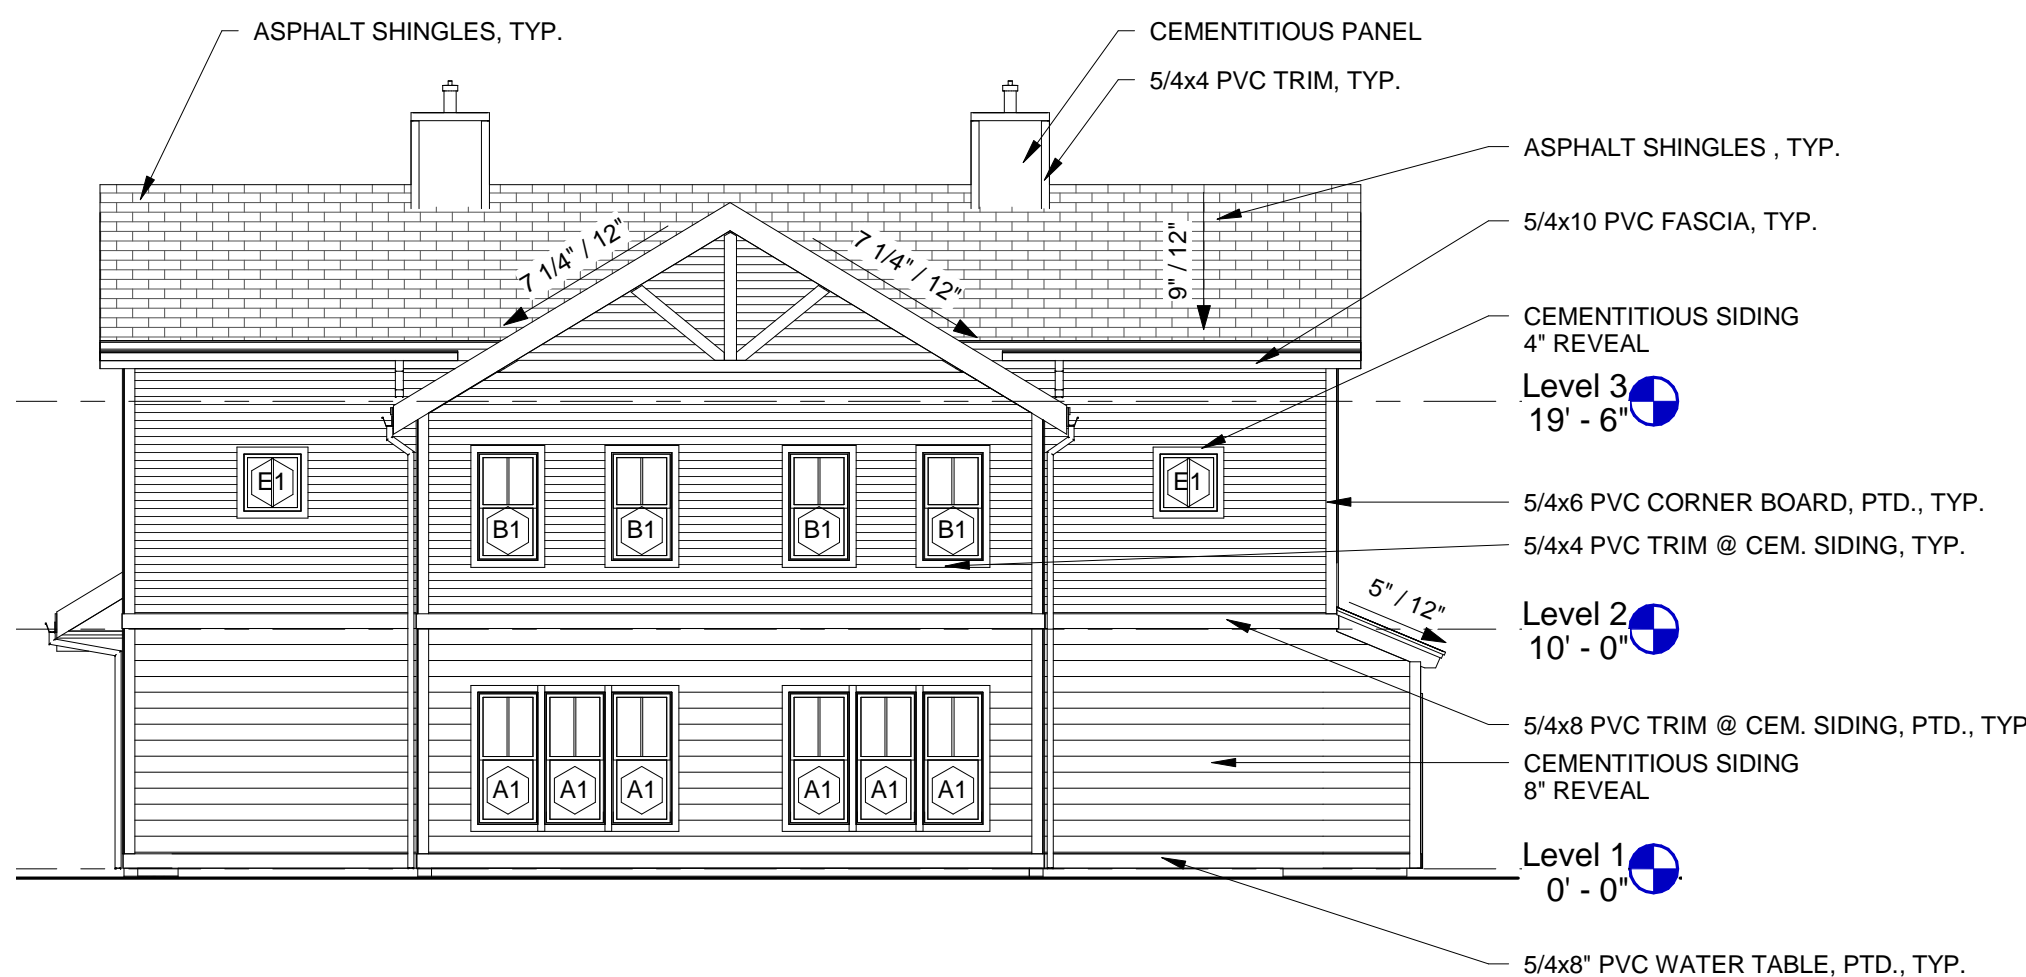 ASPHALT SHINGLES, TYP.
CEMENTITIOUS PANEL
5/4x4 PVC TRIM, TYP.
ASPHALT SHINGLES , TYP.
5/4x10 PVC FASCIA, TYP.
7 1/4" / 12"
7 1/4" / 12"
9" / 12"
CEMENTITIOUS SIDING
4" REVEAL
Level 3
19' - 6"
E1
E1
B1
B1
B1
B1
5/4x6 PVC CORNER BOARD, PTD., TYP.
5/4x4 PVC TRIM @ CEM. SIDING, TYP.
5" / 12"
Level 2
10' - 0"
5/4x8 PVC TRIM @ CEM. SIDING, PTD., TYP
CEMENTITIOUS SIDING
8" REVEAL
A1
A1
A1
A1
A1
A1
Level 1
0' - 0"
5/4x8" PVC WATER TABLE, PTD., TYP.